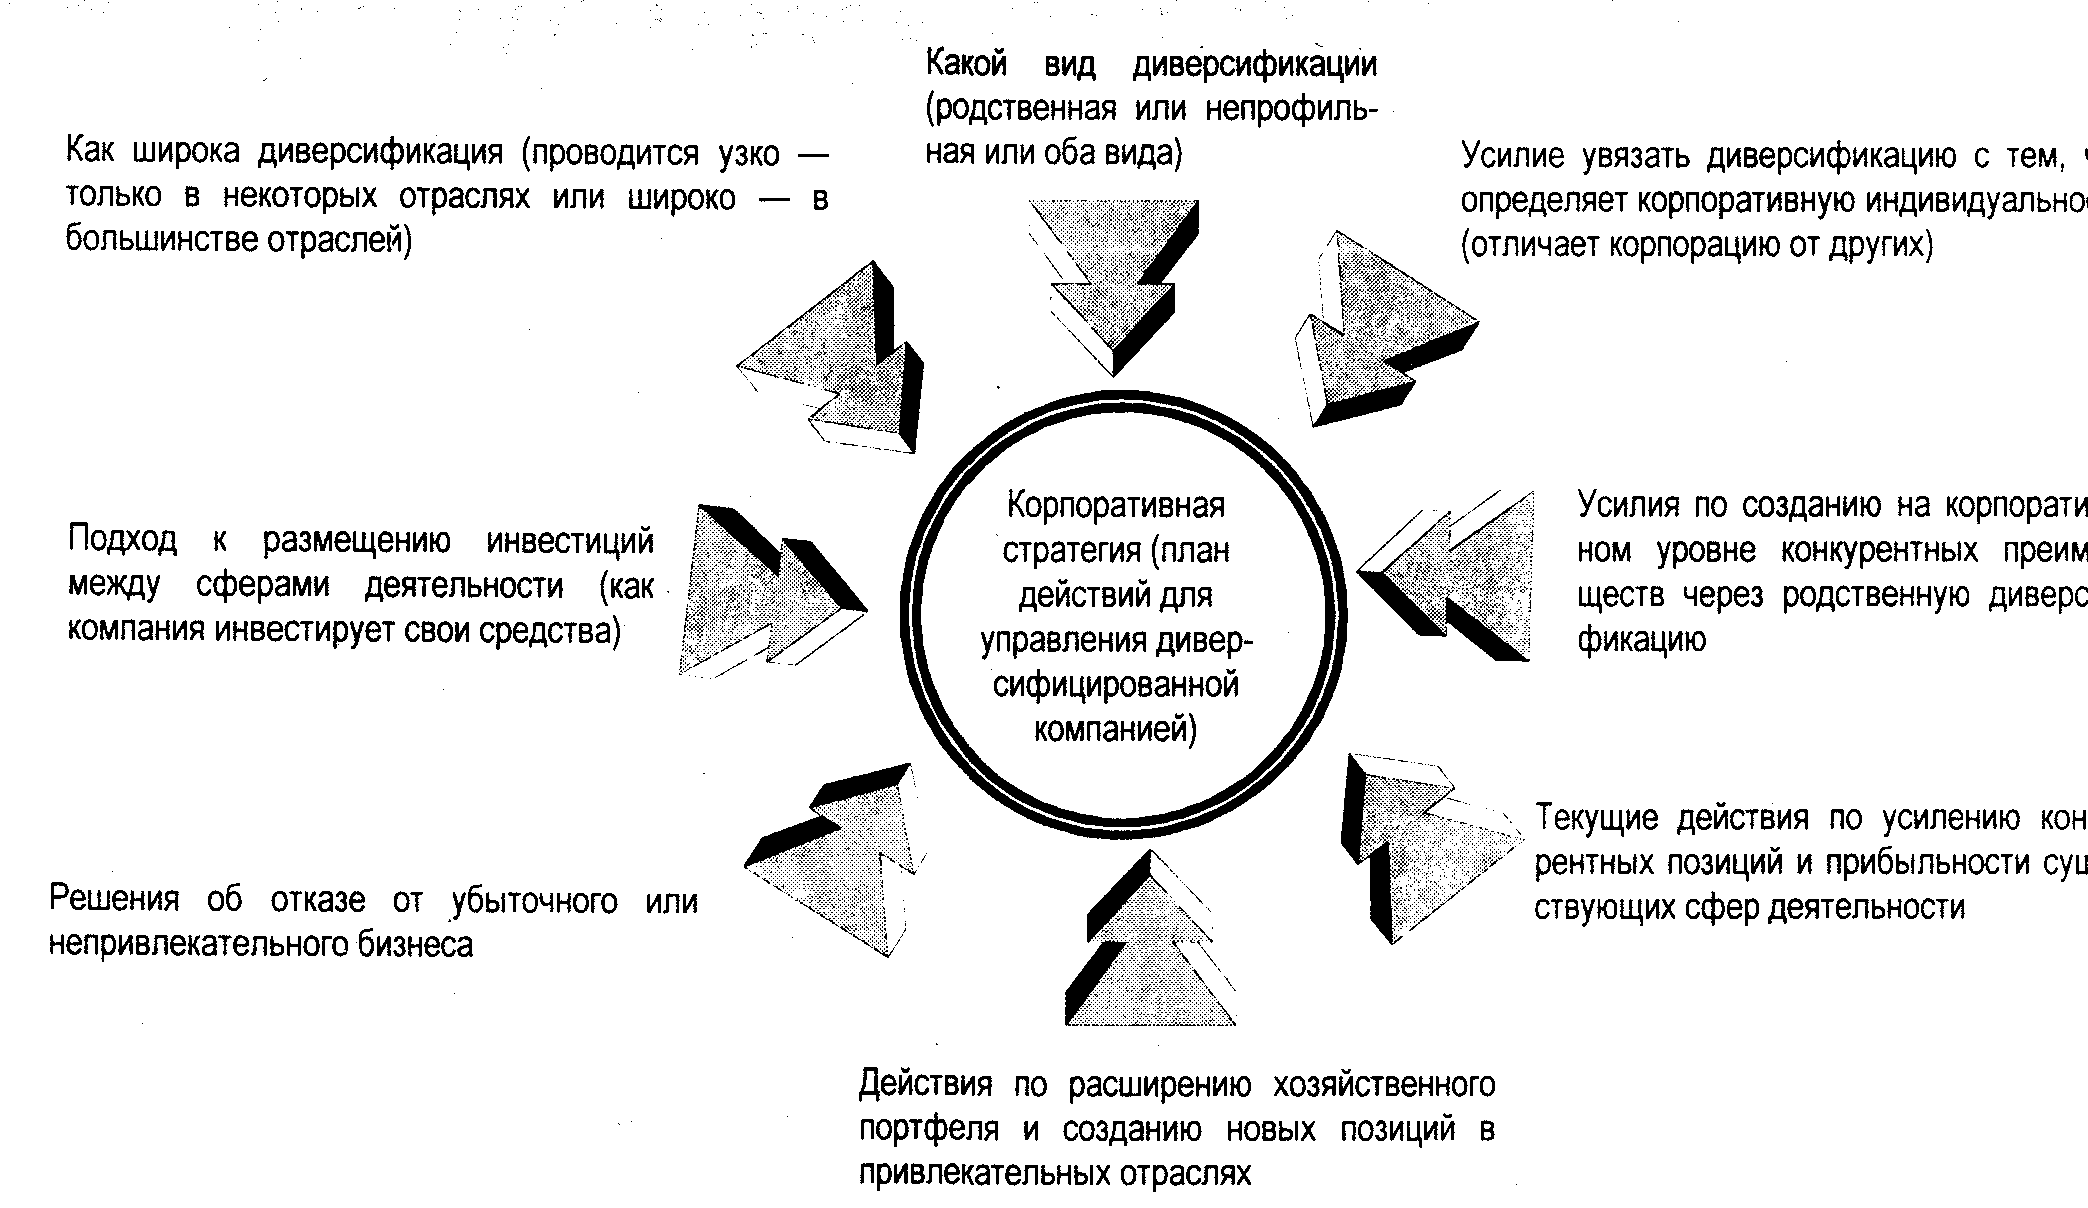 Какой вид диверсификации
(родственная или непрофиль-
ная или оба вида)
Как широка диверсификация (проводится узко —
только в некоторых отраслях или широко — в
большинстве отраслей)
Усилие увязать диверсификацию с тем,
определяет корпоративную индивидуально
(отличает корпорацию от других)
Подход к размещению инвестиций
между сферами деятельности (как
компания инвестирует свои средства)
Корпоративная
стратегия (план
действий для
управления дивер-
сифицированной
компанией)
Усилия по созданию на корпорати
ном уровне конкурентных преим
ществ через родственную диверс
фикацию
Решения об отказе от убыточного или
непривлекательного бизнеса
Текущие действия по усилению кон
рентных позиций и прибыльности сущ
ствующих сфер деятельности
Действия по расширению хозяйственного
портфеля и созданию новых позиций в
привлекательных отраслях